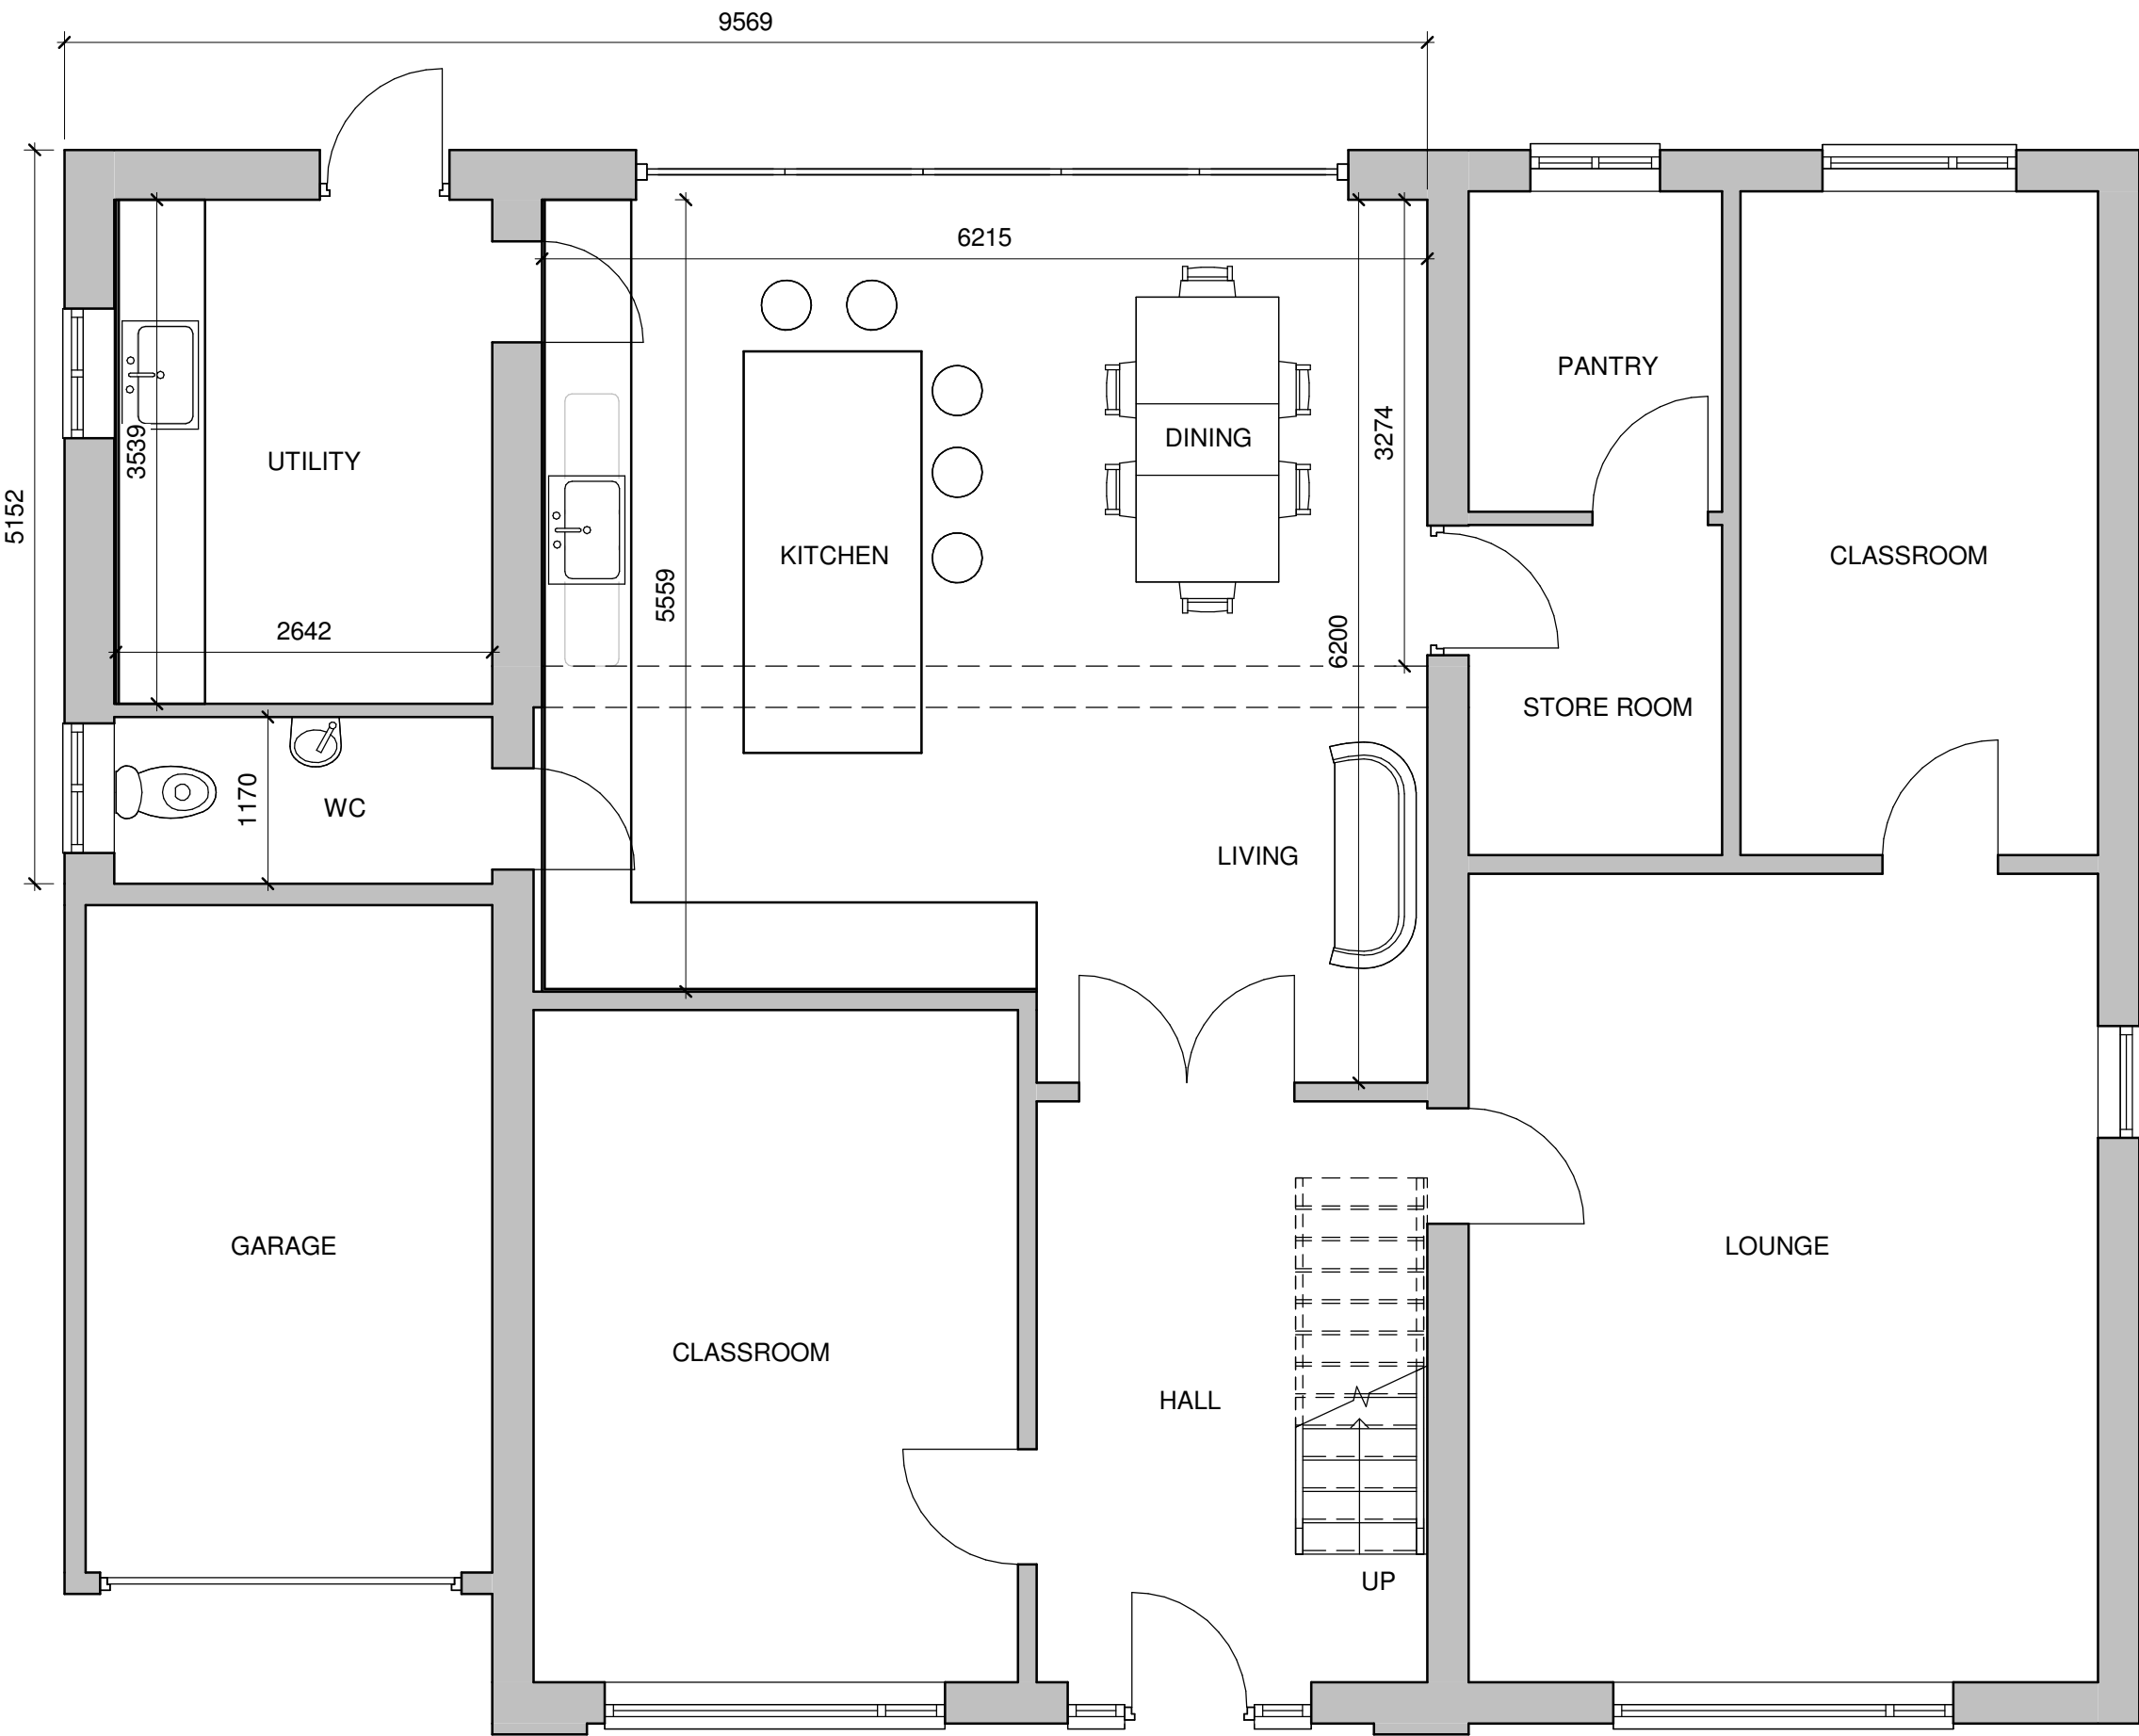 9569
6215
PANTRY
3274
DINING
3539
UTILITY
5152
KITCHEN
CLASSROOM
5559
2642
6200
STORE ROOM
1170
WC
LIVING
GARAGE
LOUNGE
CLASSROOM
HALL
UP